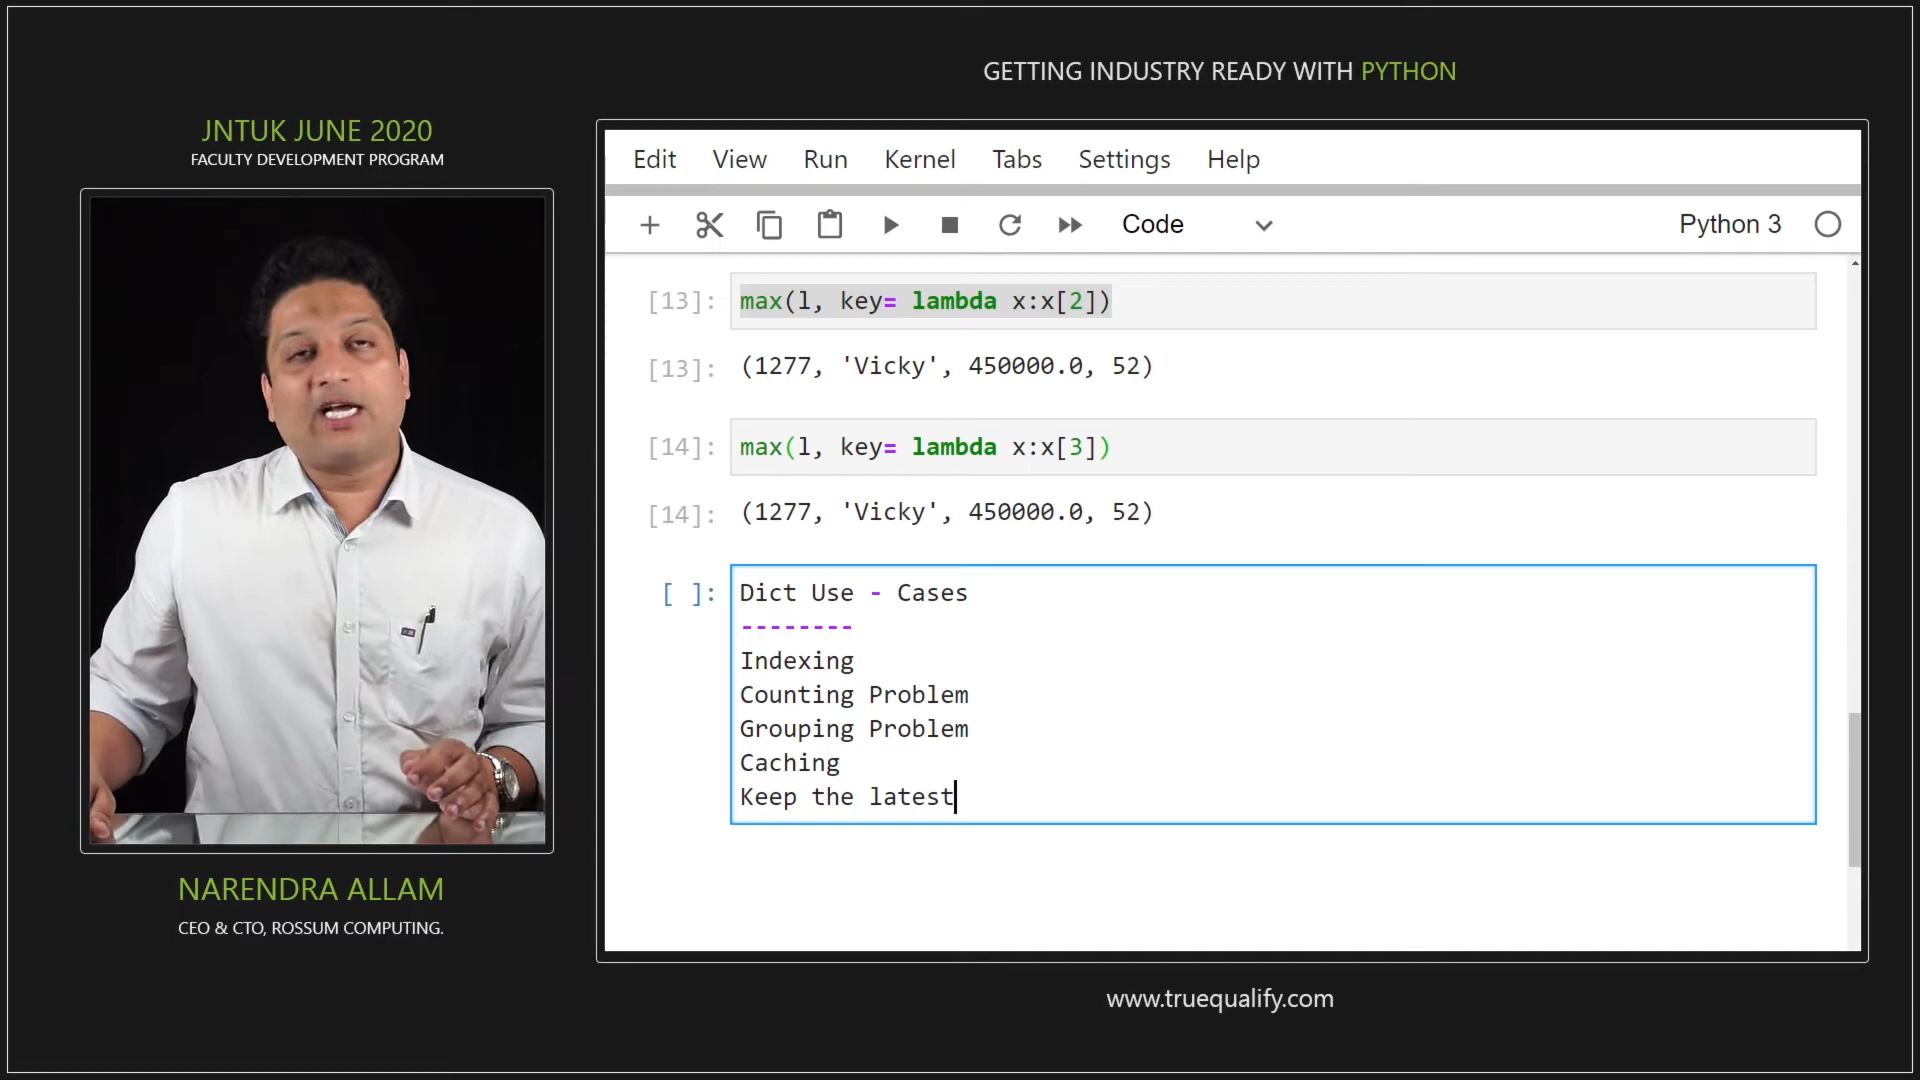 GETTING INDUSTRY READY WITH PYTHON
JNTUK JUNE 2020
FACULTY DEVELOPMENT PROGRAM
Edit View Run Kernel Tabs Settings Help
Code
Python 3
[13]: max(l, key= lambda x:x[2])
[13]: (1277, 'Vicky', 450000.0, 52)
[14]: max(l, key= lambda x:x[3])
[14]: (1277, 'Vicky', 450000.0, 52)
[ ]: Dict Use - Cases
--------
Indexing
Counting Problem
Grouping Problem
Caching
Keep the latest
NARENDRA ALLAM
CEO & CTO, ROSSUM COMPUTING.
www.truequalify.com